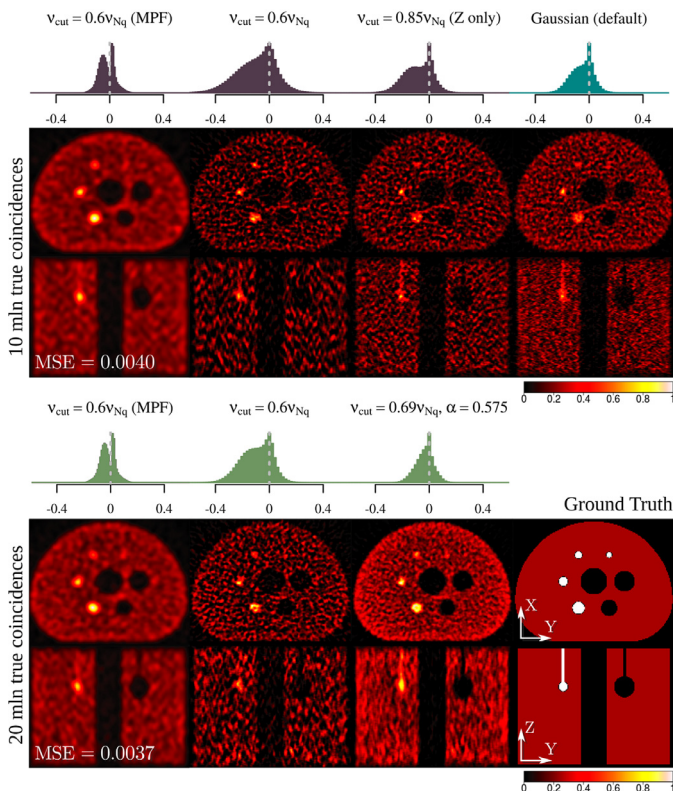 ν_cut = 0.6ν_Nq (MPF) ν_cut = 0.6ν_Nq ν_cut = 0.85ν_Nq (Z only) Gaussian (default)
-0.4 0 0.4 -0.4 0 0.4 -0.4 0 0.4 -0.4 0 0.4
10 mln true coincidences
MSE = 0.0040
0 0.2 0.4 0.6 0.8 1
ν_cut = 0.6ν_Nq (MPF) ν_cut = 0.6ν_Nq ν_cut = 0.69ν_Nq, α = 0.575
-0.4 0 0.4 -0.4 0 0.4 -0.4 0 0.4
Ground Truth
20 mln true coincidences
X
Y
MSE = 0.0037
Z
Y
0 0.2 0.4 0.6 0.8 1